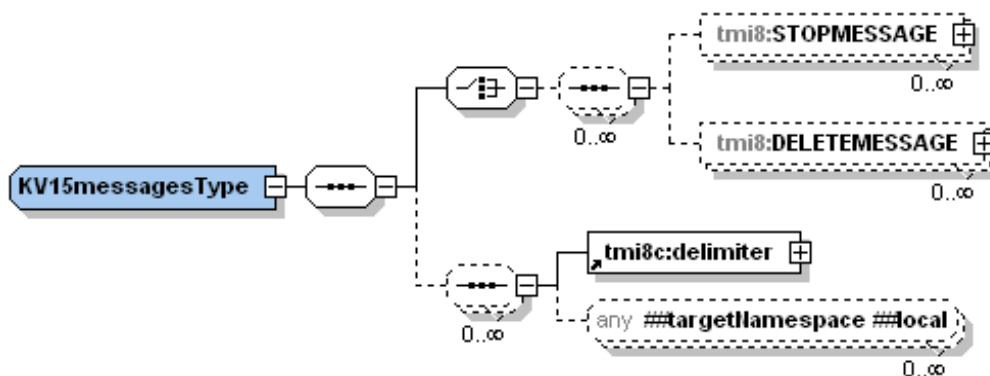 tmi8:STOPMESSAGE
0..∞
0..∞
tmi8:DELETEMESSAGE
0..∞
KV15messagesType
tmi8c:delimiter
0..∞
any ##targetNamespace ##local
0..∞